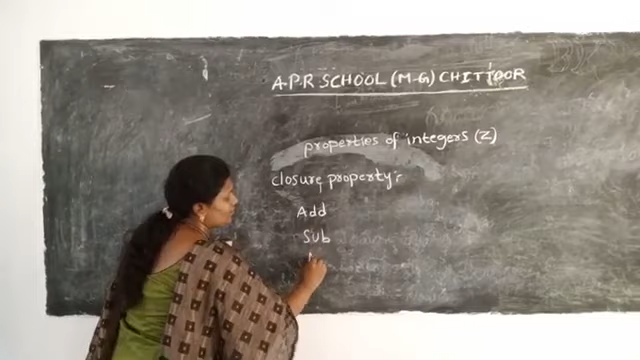 A.P.R SCHOOL (M-G) CHITTOOR
properties of integers (Z)
closure property:-
Add
Sub